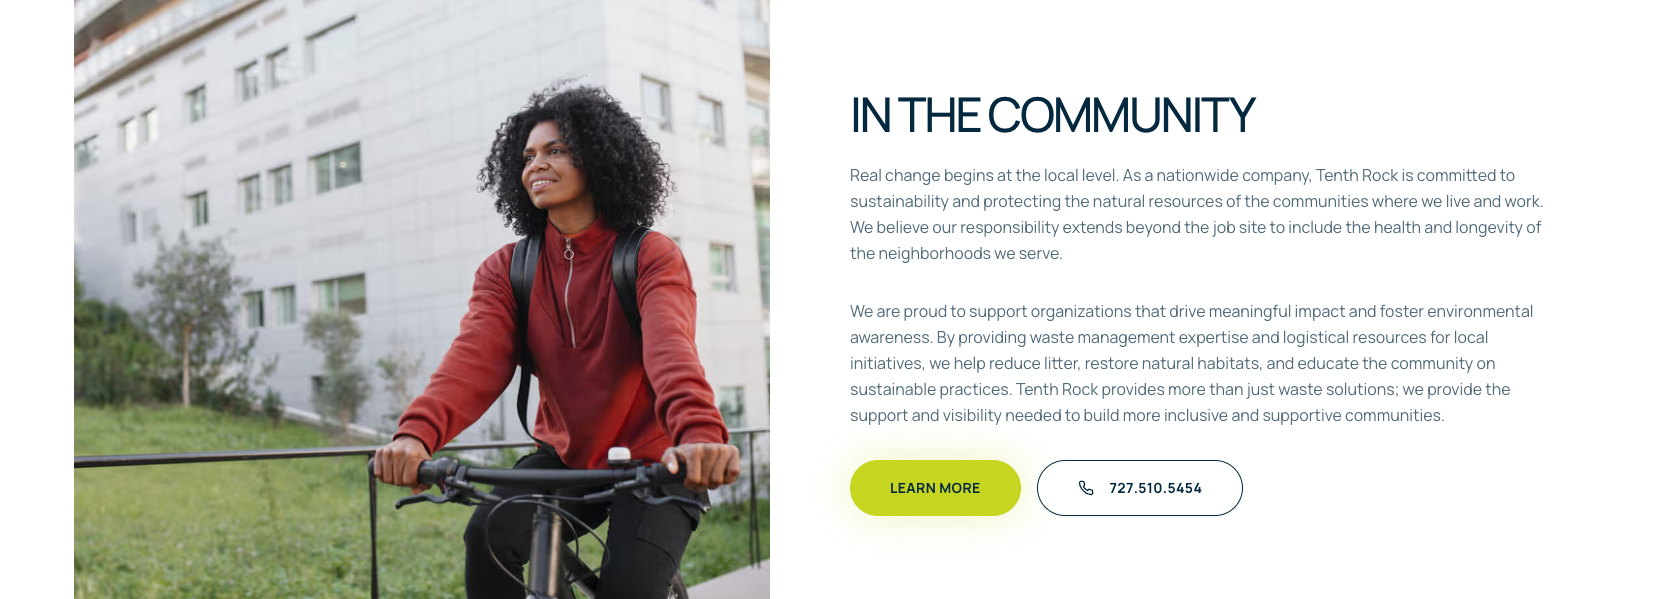 IN THE COMMUNITY
Real change begins at the local level. As a nationwide company, Tenth Rock is committed to
sustainability and protecting the natural resources of the communities where we live and work.
We believe our responsibility extends beyond the job site to include the health and longevity of
the neighborhoods we serve.
We are proud to support organizations that drive meaningful impact and foster environmental
awareness. By providing waste management expertise and logistical resources for local
initiatives, we help reduce litter, restore natural habitats, and educate the community on
sustainable practices. Tenth Rock provides more than just waste solutions; we provide the
support and visibility needed to build more inclusive and supportive communities.
LEARN MORE
727.510.5454